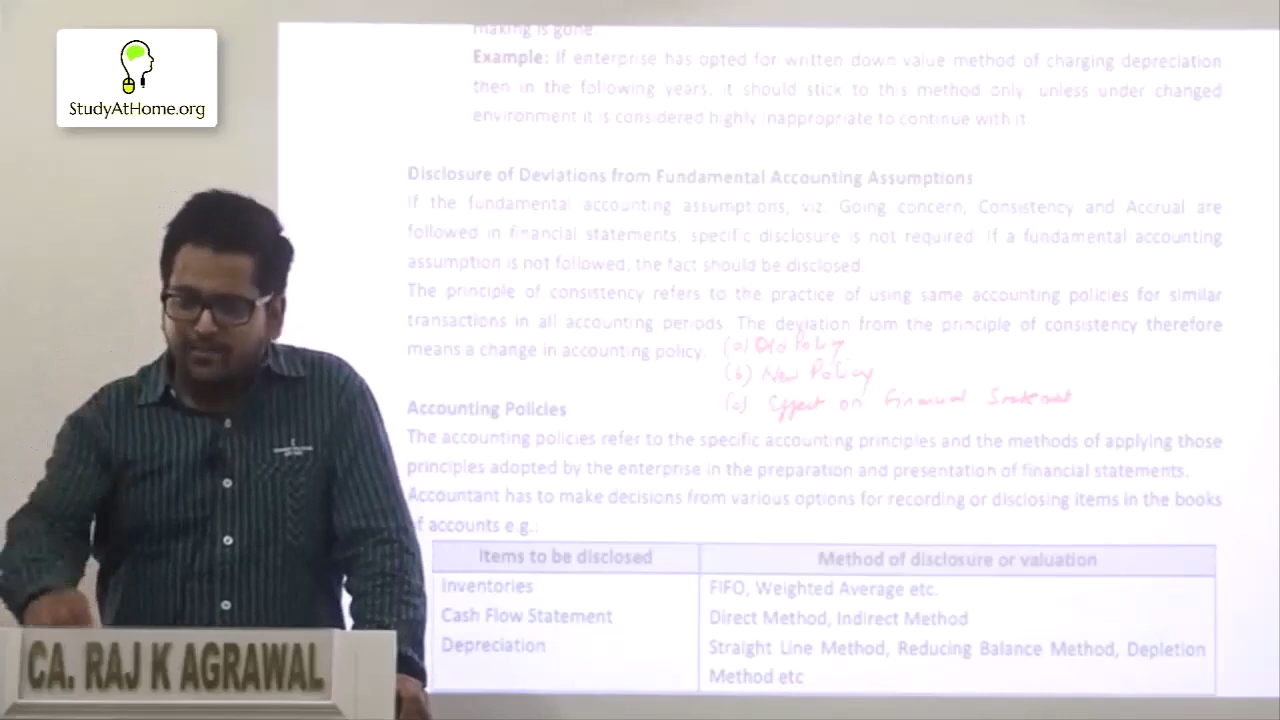 StudyAtHome.org
making is gone.
Example: If enterprise has opted for written down value method of charging depreciation
then in the following years, it should stick to this method only, unless under changed
environment it is considered highly inappropriate to continue with it.
Disclosure of Deviations from Fundamental Accounting Assumptions
If the fundamental accounting assumptions, viz. Going concern, Consistency and Accrual are
followed in financial statements, specific disclosure is not required. If a fundamental accounting
assumption is not followed, the fact should be disclosed.
The principle of consistency refers to the practice of using same accounting policies for similar
transactions in all accounting periods. The deviation from the principle of consistency therefore
means a change in accounting policy.
(a) Old Policy
(b) New Policy
(c) Effect on Financial Statement
Accounting Policies
The accounting policies refer to the specific accounting principles and the methods of applying those
principles adopted by the enterprise in the preparation and presentation of financial statements.
Accountant has to make decisions from various options for recording or disclosing items in the books
of accounts e.g.:
Items to be disclosed Method of disclosure or valuation
Inventories FIFO, Weighted Average etc.
Cash Flow Statement Direct Method, Indirect Method
Depreciation Straight Line Method, Reducing Balance Method, Depletion
Method etc
CA. RAJ K AGRAWAL